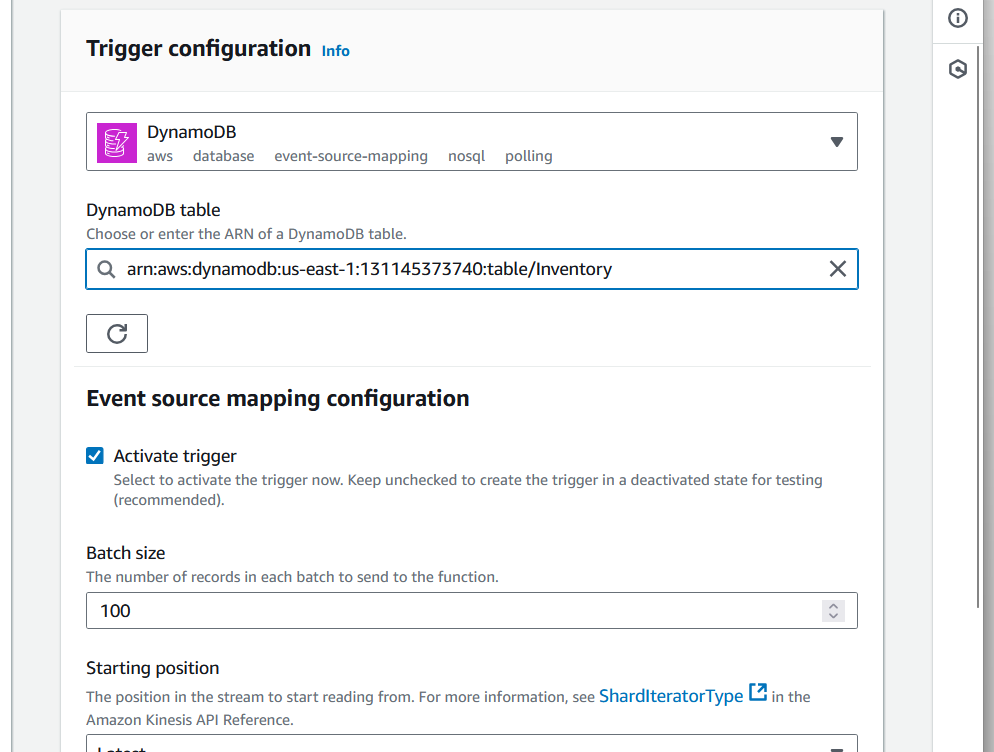 Trigger configuration Info
DynamoDB
aws database event-source-mapping nosql polling
DynamoDB table
Choose or enter the ARN of a DynamoDB table.
arn:aws:dynamodb:us-east-1:131145373740:table/Inventory
Event source mapping configuration
Activate trigger
Select to activate the trigger now. Keep unchecked to create the trigger in a deactivated state for testing
(recommended).
Batch size
The number of records in each batch to send to the function.
100
Starting position
The position in the stream to start reading from. For more information, see ShardIteratorType in the
Amazon Kinesis API Reference.
Latest